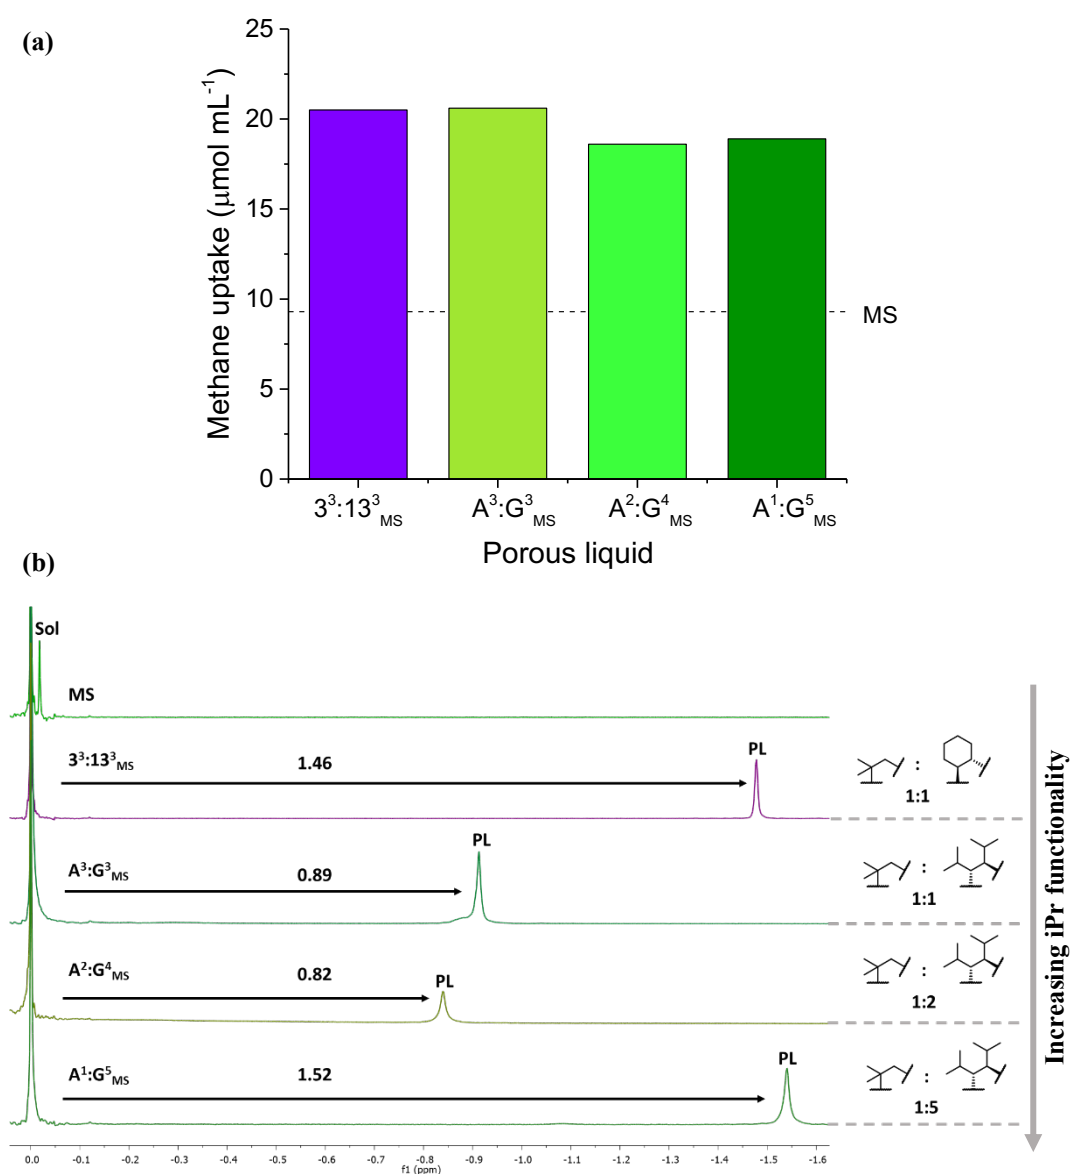 (a)
Methane uptake (μmol mL⁻¹)
25
20
15
10
5
0
MS
3³:13³MS
A³:G³MS
A²:G⁴MS
A¹:G⁵MS
Porous liquid
(b)
Sol
MS
3³:13³MS
1.46
PL
:
1:1
A³:G³MS
0.89
PL
:
1:1
A²:G⁴MS
0.82
PL
:
1:2
A¹:G⁵MS
1.52
PL
:
1:5
Increasing iPr functionality
0.0 -0.1 -0.2 -0.3 -0.4 -0.5 -0.6 -0.7 -0.8 -0.9 -1.0 -1.1 -1.2 -1.3 -1.4 -1.5 -1.6
f1 (ppm)